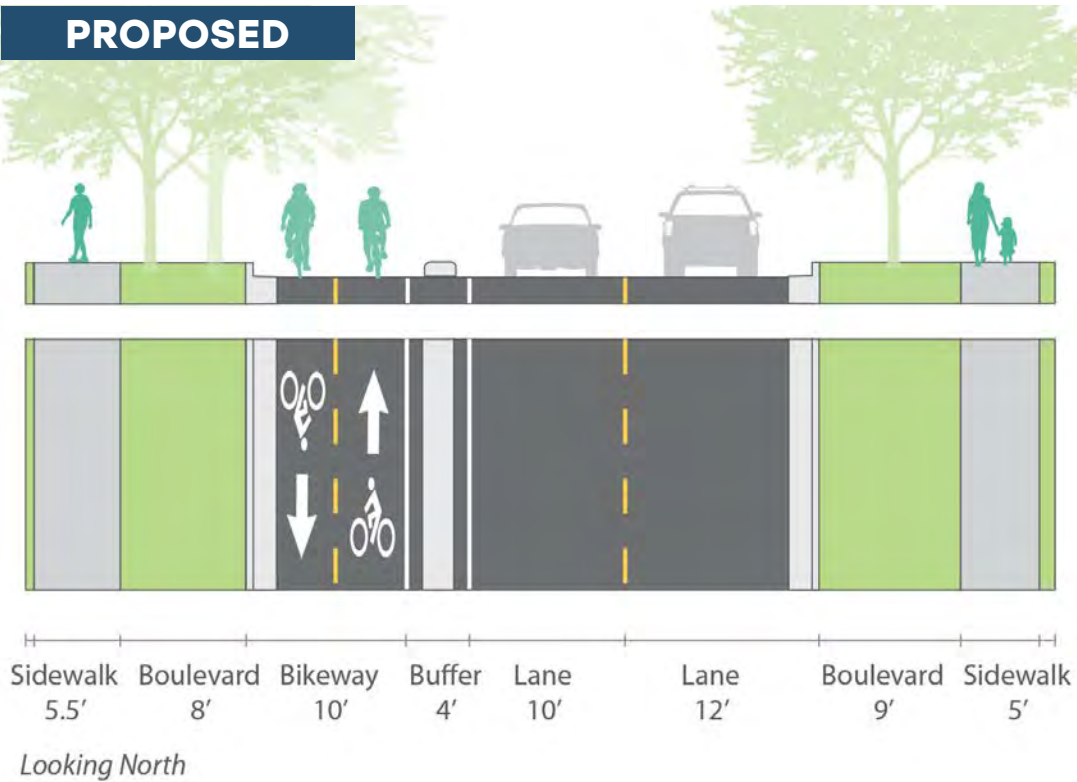 PROPOSED
Sidewalk Boulevard Bikeway Buffer Lane Lane Boulevard Sidewalk
5.5’ 8’ 10’ 4’ 10’ 12’ 9’ 5’
Looking North